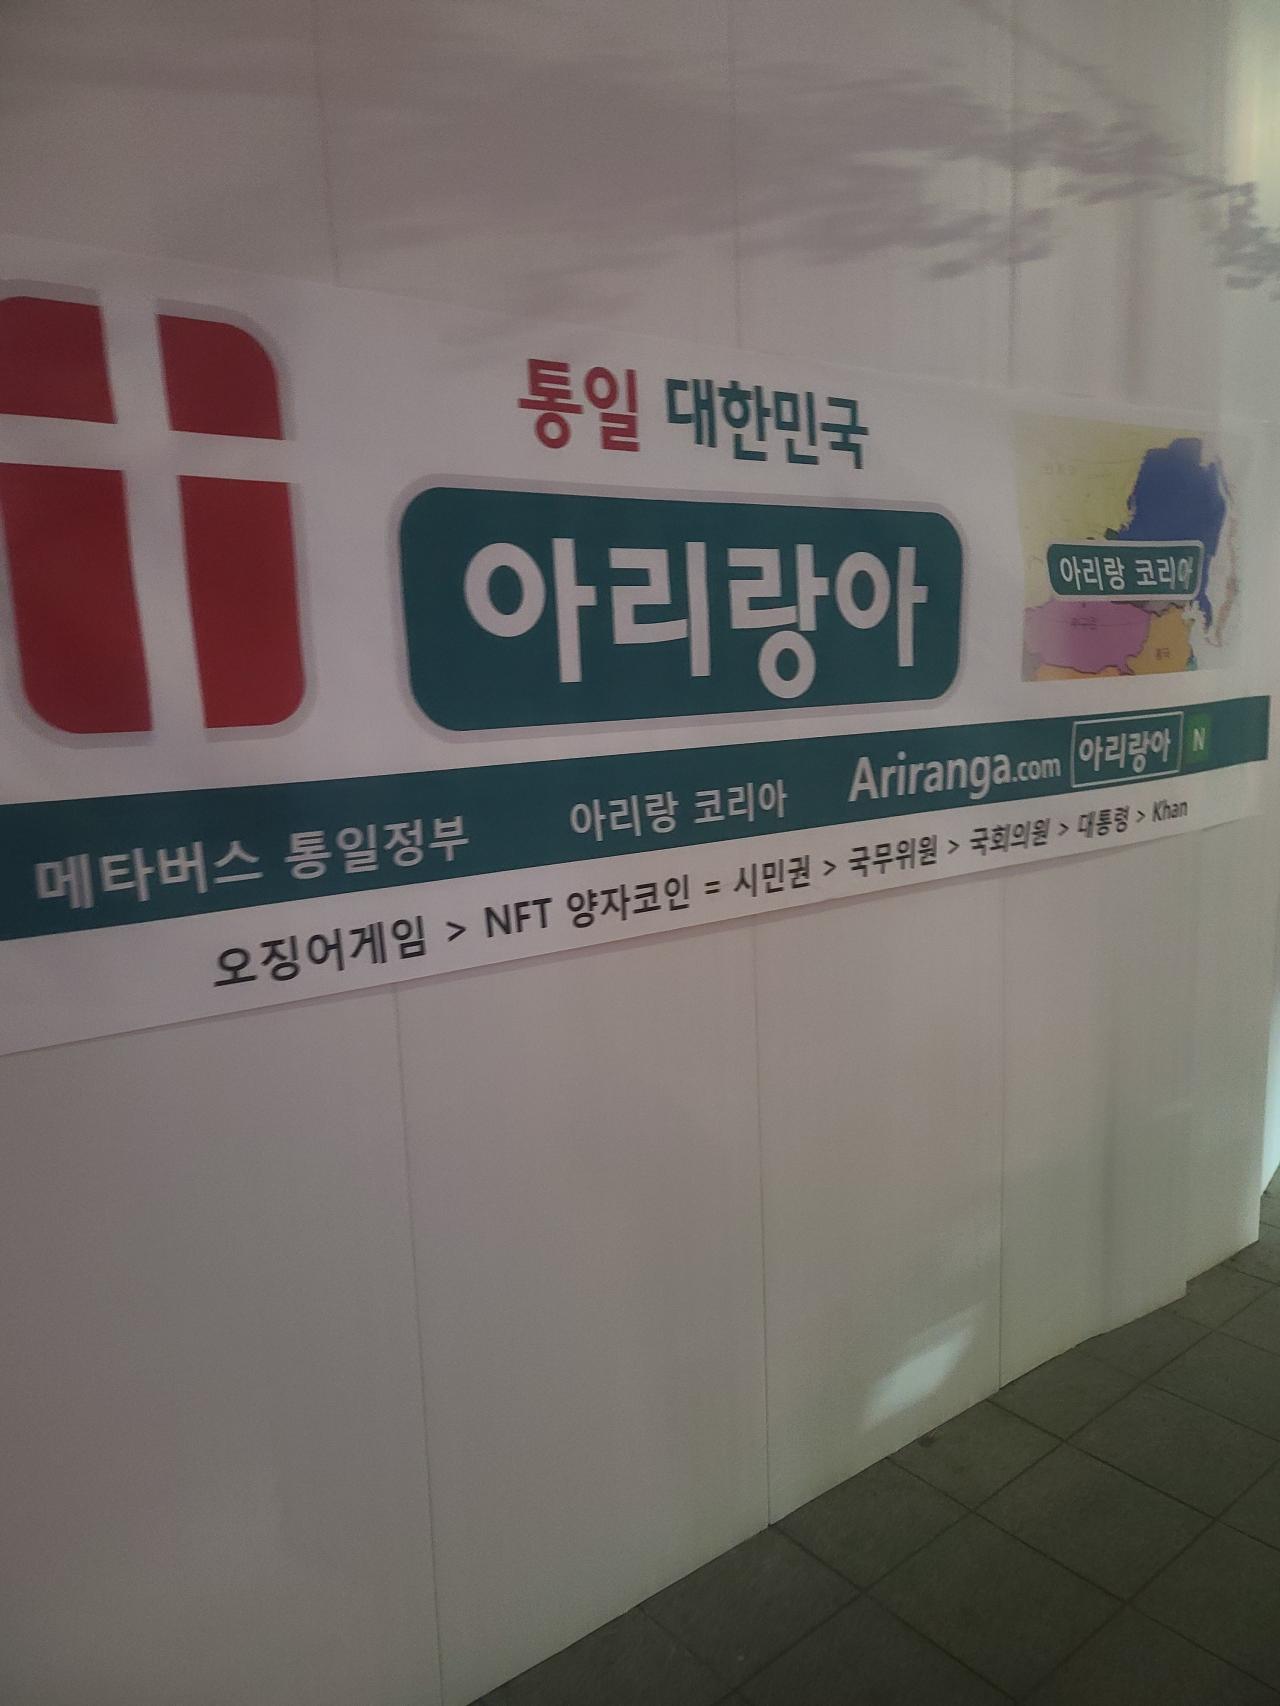 통일 대한민국
아리랑아
아리랑 코리아
중국
메타버스 통일정부 아리랑 코리아 Ariranga.com 아리랑아 N
오징어게임 > NFT 양자코인 = 시민권 > 국무위원 > 국회의원 > 대통령 > Khan